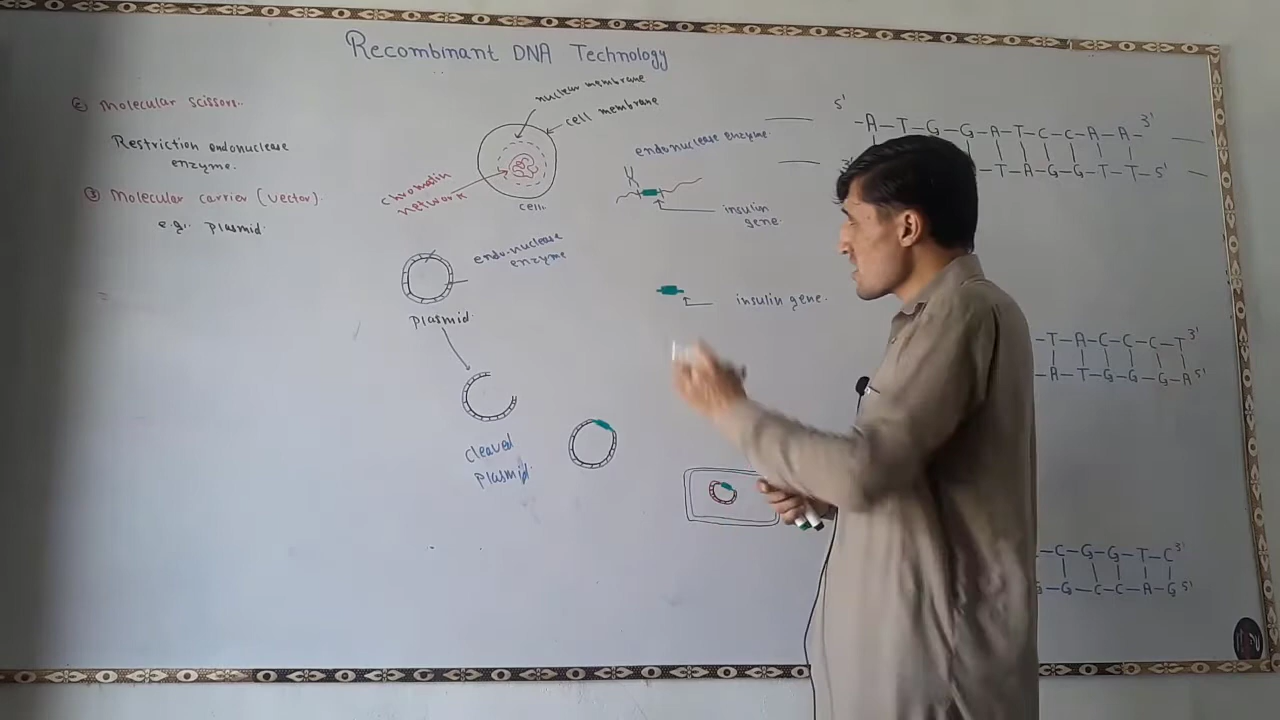 Recombinant DNA Technology
② Molecular scissors..
Restriction endonuclease
enzyme.
③ Molecular carrier (vector).
e.g:. plasmid.
nuclear membrane
cell membrane
chromatin
network
cell.
endonuclease enzyme.
insulin
gene.
endo.nuclease
enzyme
plasmid.
insulin gene.
cleaved
plasmid.
5' -A-T-G-G-A-T-C-C-A-A- 3'
-T-A-G-G-T-T- 5'
-T-A-C-C-C-T 3'
-A-T-G-G-G-A 5'
-C-G-G-T-C 3'
G-G-C-C-A-G 5'